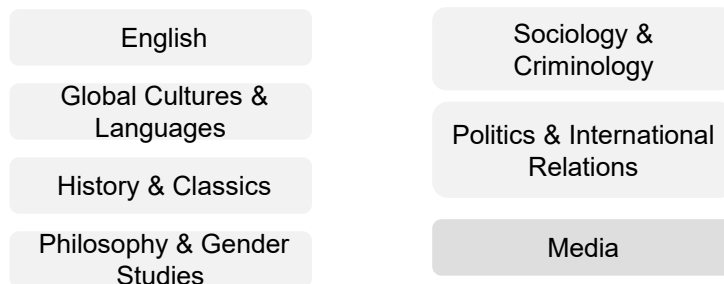 English
Global Cultures &
Languages
History & Classics
Philosophy & Gender
Studies
Sociology &
Criminology
Politics & International
Relations
Media